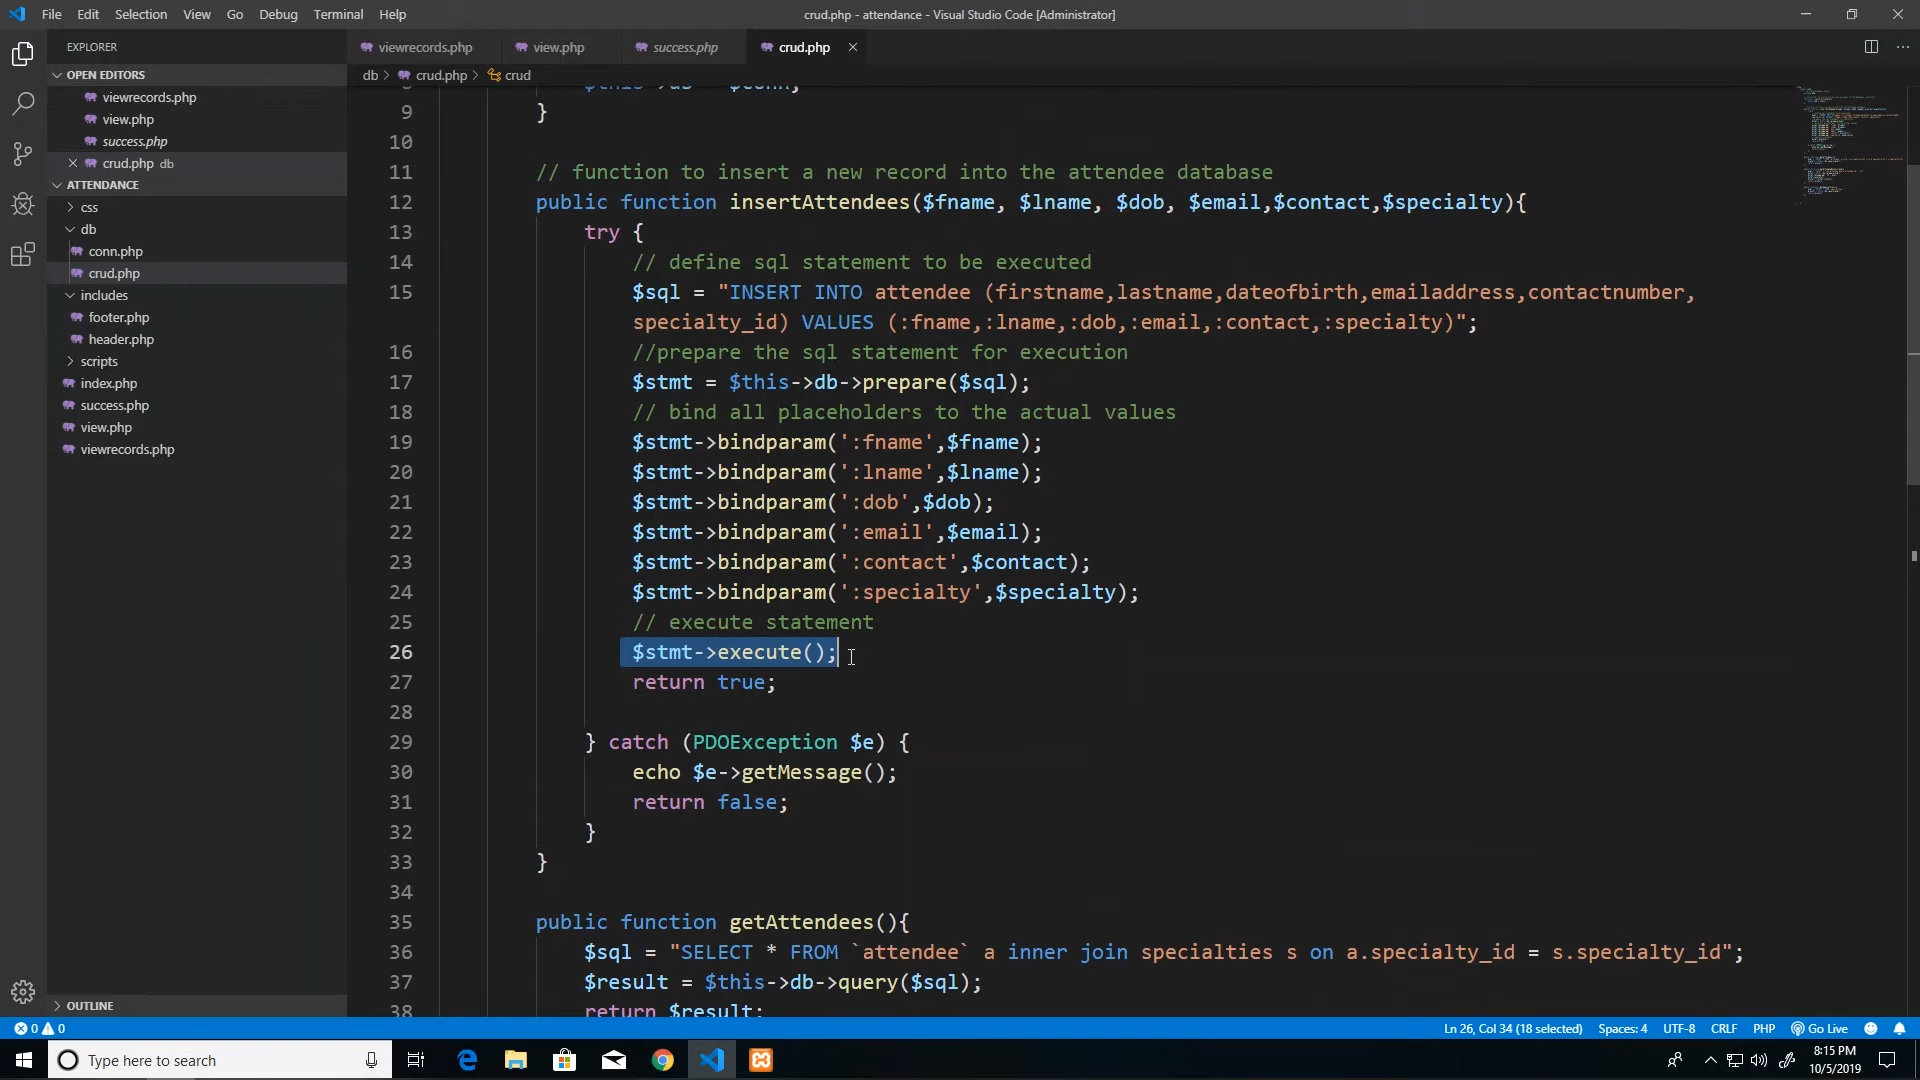 File Edit Selection View Go Debug Terminal Help
crud.php - attendance - Visual Studio Code [Administrator]
EXPLORER
viewrecords.php
view.php
success.php
crud.php
OPEN EDITORS
viewrecords.php
view.php
success.php
crud.php db
ATTENDANCE
css
db
conn.php
crud.php
includes
footer.php
header.php
scripts
index.php
success.php
view.php
viewrecords.php
OUTLINE
db > crud.php > crud
9 }
10
11 // function to insert a new record into the attendee database
12 public function insertAttendees($fname, $lname, $dob, $email,$contact,$specialty){
13 try {
14 // define sql statement to be executed
15 $sql = "INSERT INTO attendee (firstname,lastname,dateofbirth,emailaddress,contactnumber,
specialty_id) VALUES (:fname,:lname,:dob,:email,:contact,:specialty)";
16 //prepare the sql statement for execution
17 $stmt = $this->db->prepare($sql);
18 // bind all placeholders to the actual values
19 $stmt->bindparam(':fname',$fname);
20 $stmt->bindparam(':lname',$lname);
21 $stmt->bindparam(':dob',$dob);
22 $stmt->bindparam(':email',$email);
23 $stmt->bindparam(':contact',$contact);
24 $stmt->bindparam(':specialty',$specialty);
25 // execute statement
26 $stmt->execute();
27 return true;
28
29 } catch (PDOException $e) {
30 echo $e->getMessage();
31 return false;
32 }
33 }
34
35 public function getAttendees(){
36 $sql = "SELECT * FROM `attendee` a inner join specialties s on a.specialty_id = s.specialty_id";
37 $result = $this->db->query($sql);
38 return $result;
0 0
Ln 26, Col 34 (18 selected) Spaces: 4 UTF-8 CRLF PHP Go Live
Type here to search
8:15 PM
10/5/2019